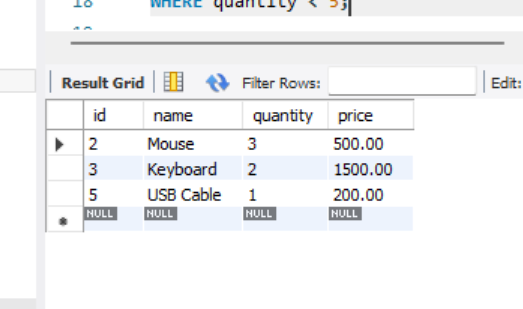 18 WHERE quantity < 5;
Result Grid Filter Rows: Edit:
id name quantity price
2 Mouse 3 500.00
3 Keyboard 2 1500.00
5 USB Cable 1 200.00
NULL NULL NULL NULL